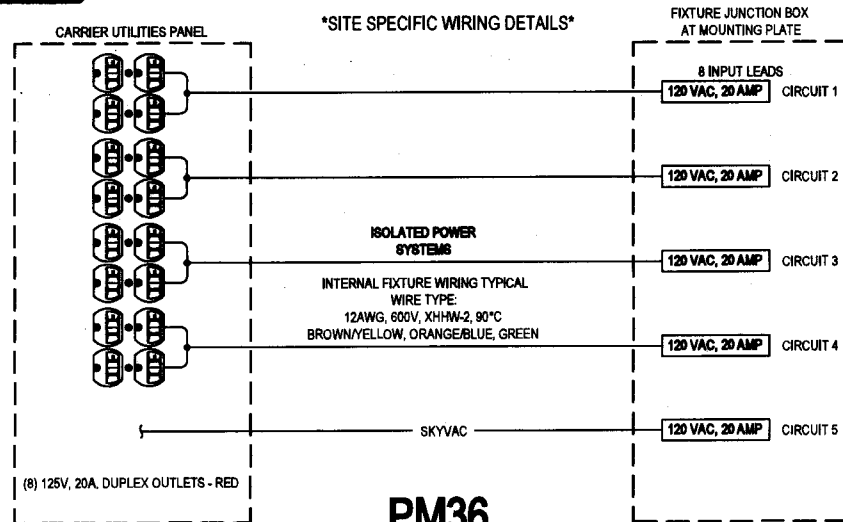 *SITE SPECIFIC WIRING DETAILS*
FIXTURE JUNCTION BOX
AT MOUNTING PLATE
CARRIER UTILITIES PANEL
8 INPUT LEADS
120 VAC, 20 AMP CIRCUIT 1
120 VAC, 20 AMP CIRCUIT 2
ISOLATED POWER
SYSTEMS
120 VAC, 20 AMP CIRCUIT 3
INTERNAL FIXTURE WIRING TYPICAL
WIRE TYPE:
12AWG, 600V, XHHW-2, 90°C
BROWN/YELLOW, ORANGE/BLUE, GREEN
120 VAC, 20 AMP CIRCUIT 4
SKYVAC
120 VAC, 20 AMP CIRCUIT 5
(8) 125V, 20A, DUPLEX OUTLETS - RED
PM36